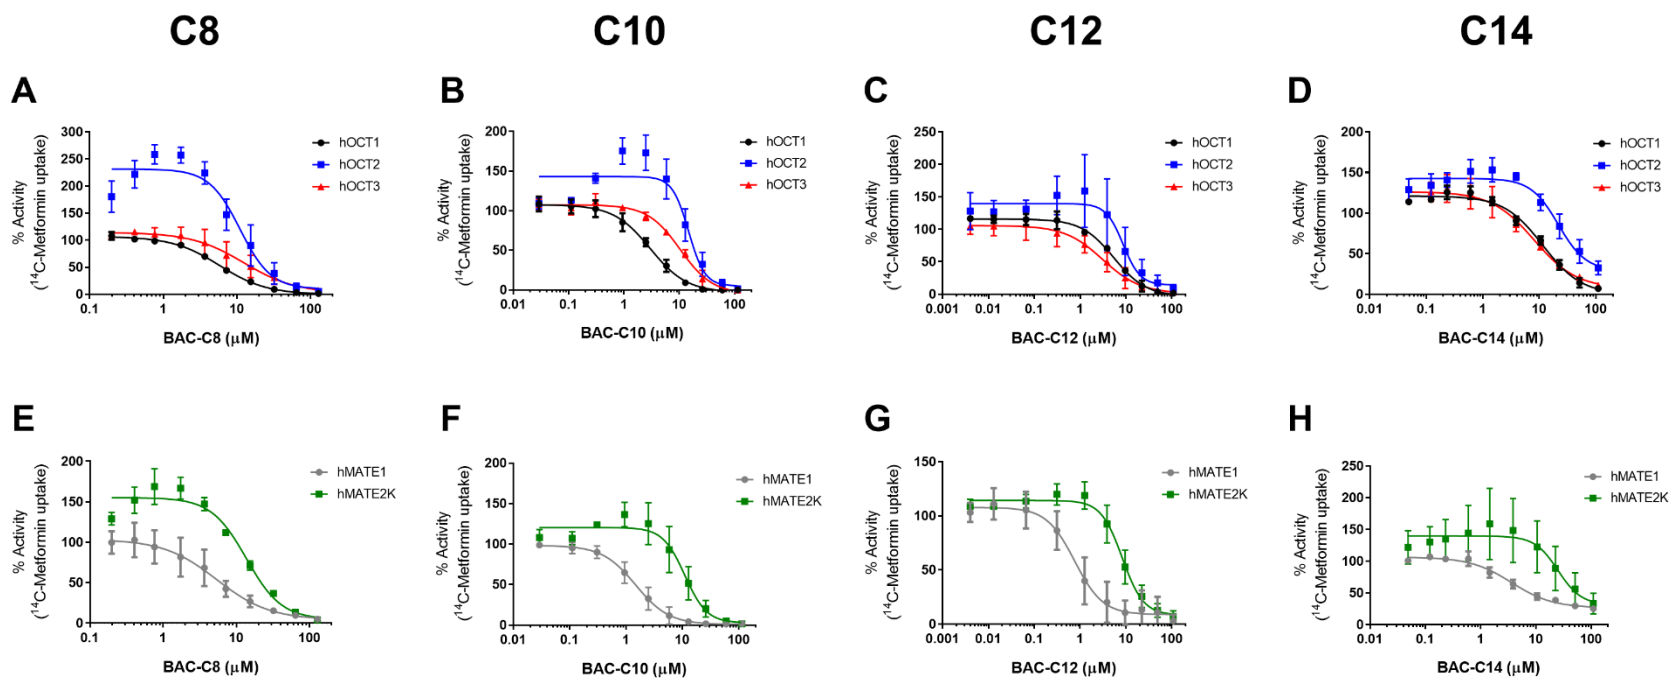 C8
C10
C12
C14
A
% Activity
(¹⁴C-Metformin uptake)
300
250
200
150
100
50
0
0.1
1
10
100
BAC-C8 (μM)
hOCT1
hOCT2
hOCT3
B
% Activity
(¹⁴C-Metformin uptake)
200
150
100
50
0
0.01
0.1
1
10
100
BAC-C10 (μM)
hOCT1
hOCT2
hOCT3
C
% Activity
(¹⁴C-Metformin uptake)
250
200
150
100
50
0
0.001
0.01
0.1
1
10
100
BAC-C12 (μM)
hOCT1
hOCT2
hOCT3
D
% Activity
(¹⁴C-Metformin uptake)
200
150
100
50
0
0.01
0.1
1
10
100
BAC-C14 (μM)
hOCT1
hOCT2
hOCT3
E
% Activity
(¹⁴C-Metformin uptake)
200
150
100
50
0
0.1
1
10
100
BAC-C8 (μM)
hMATE1
hMATE2K
F
% Activity
(¹⁴C-Metformin uptake)
200
150
100
50
0
0.01
0.1
1
10
100
BAC-C10 (μM)
hMATE1
hMATE2K
G
% Activity
(¹⁴C-Metformin uptake)
150
100
50
0
0.001
0.01
0.1
1
10
100
BAC-C12 (μM)
hMATE1
hMATE2K
H
% Activity
(¹⁴C-Metformin uptake)
250
200
150
100
50
0
0.01
0.1
1
10
100
BAC-C14 (μM)
hMATE1
hMATE2K